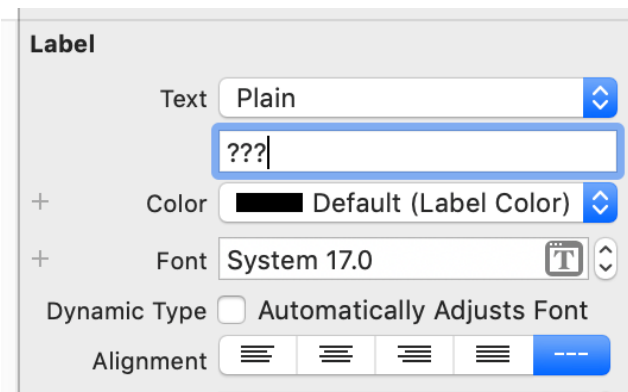 Label
Text Plain
???
+ Color Default (Label Color)
+ Font System 17.0 T
Dynamic Type Automatically Adjusts Font
Alignment ---